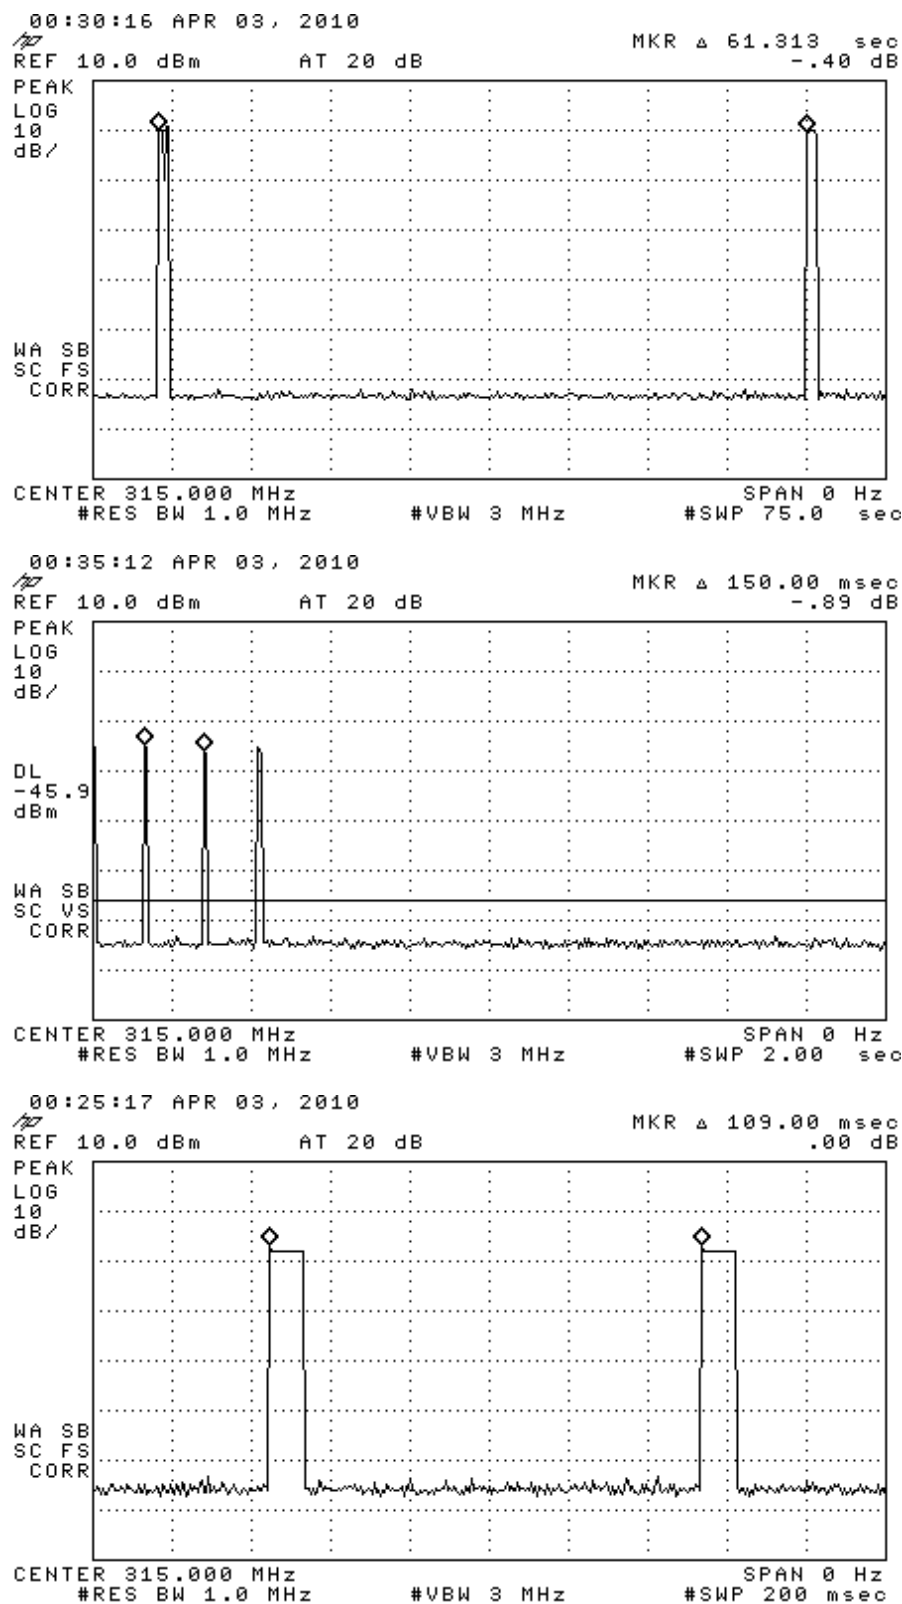 00:30:16 APR 03, 2010
hp MKR Δ 61.313 sec
REF 10.0 dBm AT 20 dB -.40 dB
PEAK
LOG
10
dB/
WA SB
SC FS
CORR
CENTER 315.000 MHz SPAN 0 Hz
#RES BW 1.0 MHz #VBW 3 MHz #SWP 75.0 sec
00:35:12 APR 03, 2010
hp MKR Δ 150.00 msec
REF 10.0 dBm AT 20 dB -.89 dB
PEAK
LOG
10
dB/
DL
-45.9
dBm
WA SB
SC VS
CORR
CENTER 315.000 MHz SPAN 0 Hz
#RES BW 1.0 MHz #VBW 3 MHz #SWP 2.00 sec
00:25:17 APR 03, 2010
hp MKR Δ 109.00 msec
REF 10.0 dBm AT 20 dB .00 dB
PEAK
LOG
10
dB/
WA SB
SC FS
CORR
CENTER 315.000 MHz SPAN 0 Hz
#RES BW 1.0 MHz #VBW 3 MHz #SWP 200 msec